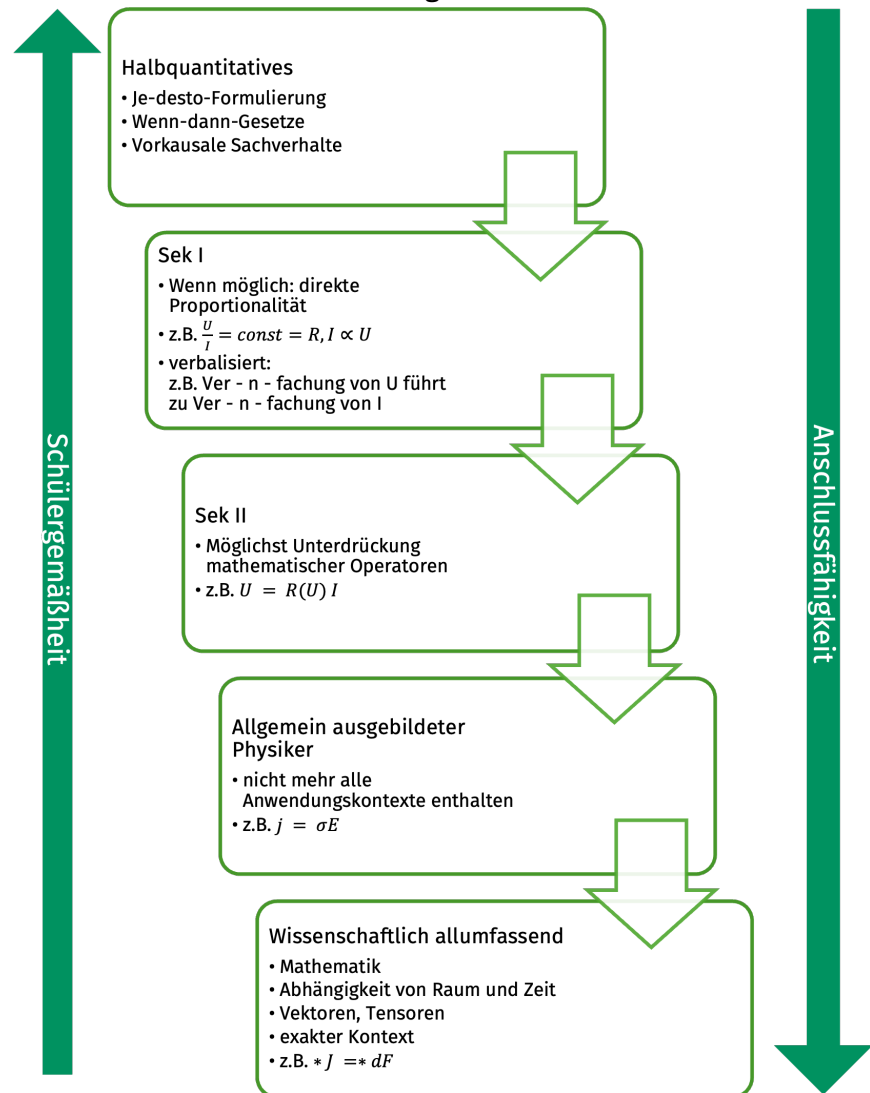 Halbquantitatives
• Je-desto-Formulierung
• Wenn-dann-Gesetze
• Vorkausale Sachverhalte
Sek I
• Wenn möglich: direkte
Proportionalität
• z.B. U/I = const = R, I ∝ U
• verbalisiert:
z.B. Ver - n - fachung von U führt
zu Ver - n - fachung von I
Sek II
• Möglichst Unterdrückung
mathematischer Operatoren
• z.B. U = R(U) I
Allgemein ausgebildeter
Physiker
• nicht mehr alle
Anwendungskontexte enthalten
• z.B. j = σE
Wissenschaftlich allumfassend
• Mathematik
• Abhängigkeit von Raum und Zeit
• Vektoren, Tensoren
• exakter Kontext
• z.B. ∗ J =∗ dF
Schülergemäßheit
Anschlussfähigkeit